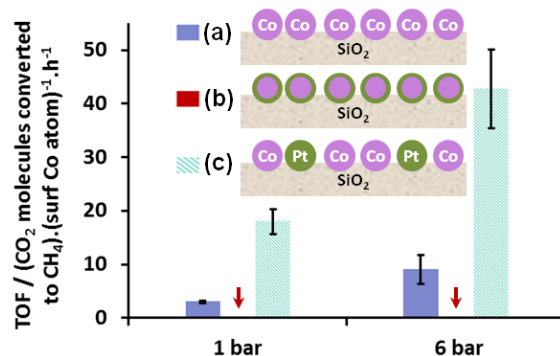 TOF / (CO₂ molecules converted
to CH₄).(surf Co atom)⁻¹.h⁻¹
50
40
30
20
10
0
(a)
Co Co Co Co Co Co
SiO₂
(b)
SiO₂
(c)
Co Pt Co Co Pt Co
SiO₂
1 bar 6 bar